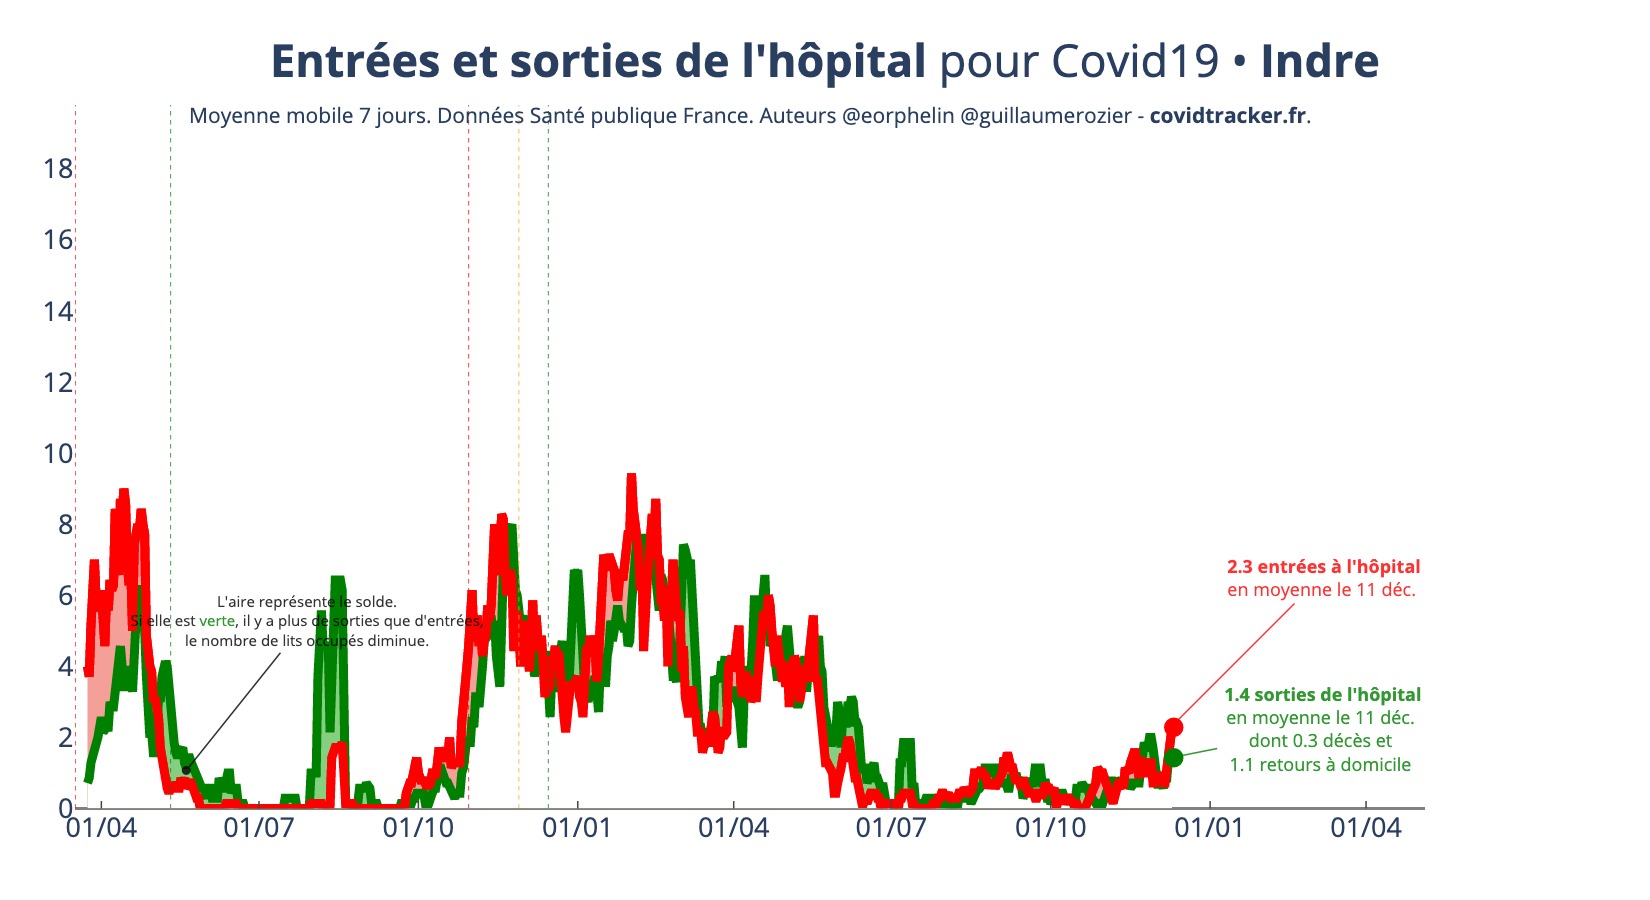 Entrées et sorties de l'hôpital pour Covid19 • Indre
Moyenne mobile 7 jours. Données Santé publique France. Auteurs @eorphelin @guillaumerozier - covidtracker.fr.
18
16
14
12
10
8
6
4
2
0
L'aire représente le solde.
Si elle est verte, il y a plus de sorties que d'entrées,
le nombre de lits occupés diminue.
2.3 entrées à l'hôpital
en moyenne le 11 déc.
1.4 sorties de l'hôpital
en moyenne le 11 déc.
dont 0.3 décès et
1.1 retours à domicile
01/04 01/07 01/10 01/01 01/04 01/07 01/10 01/01 01/04